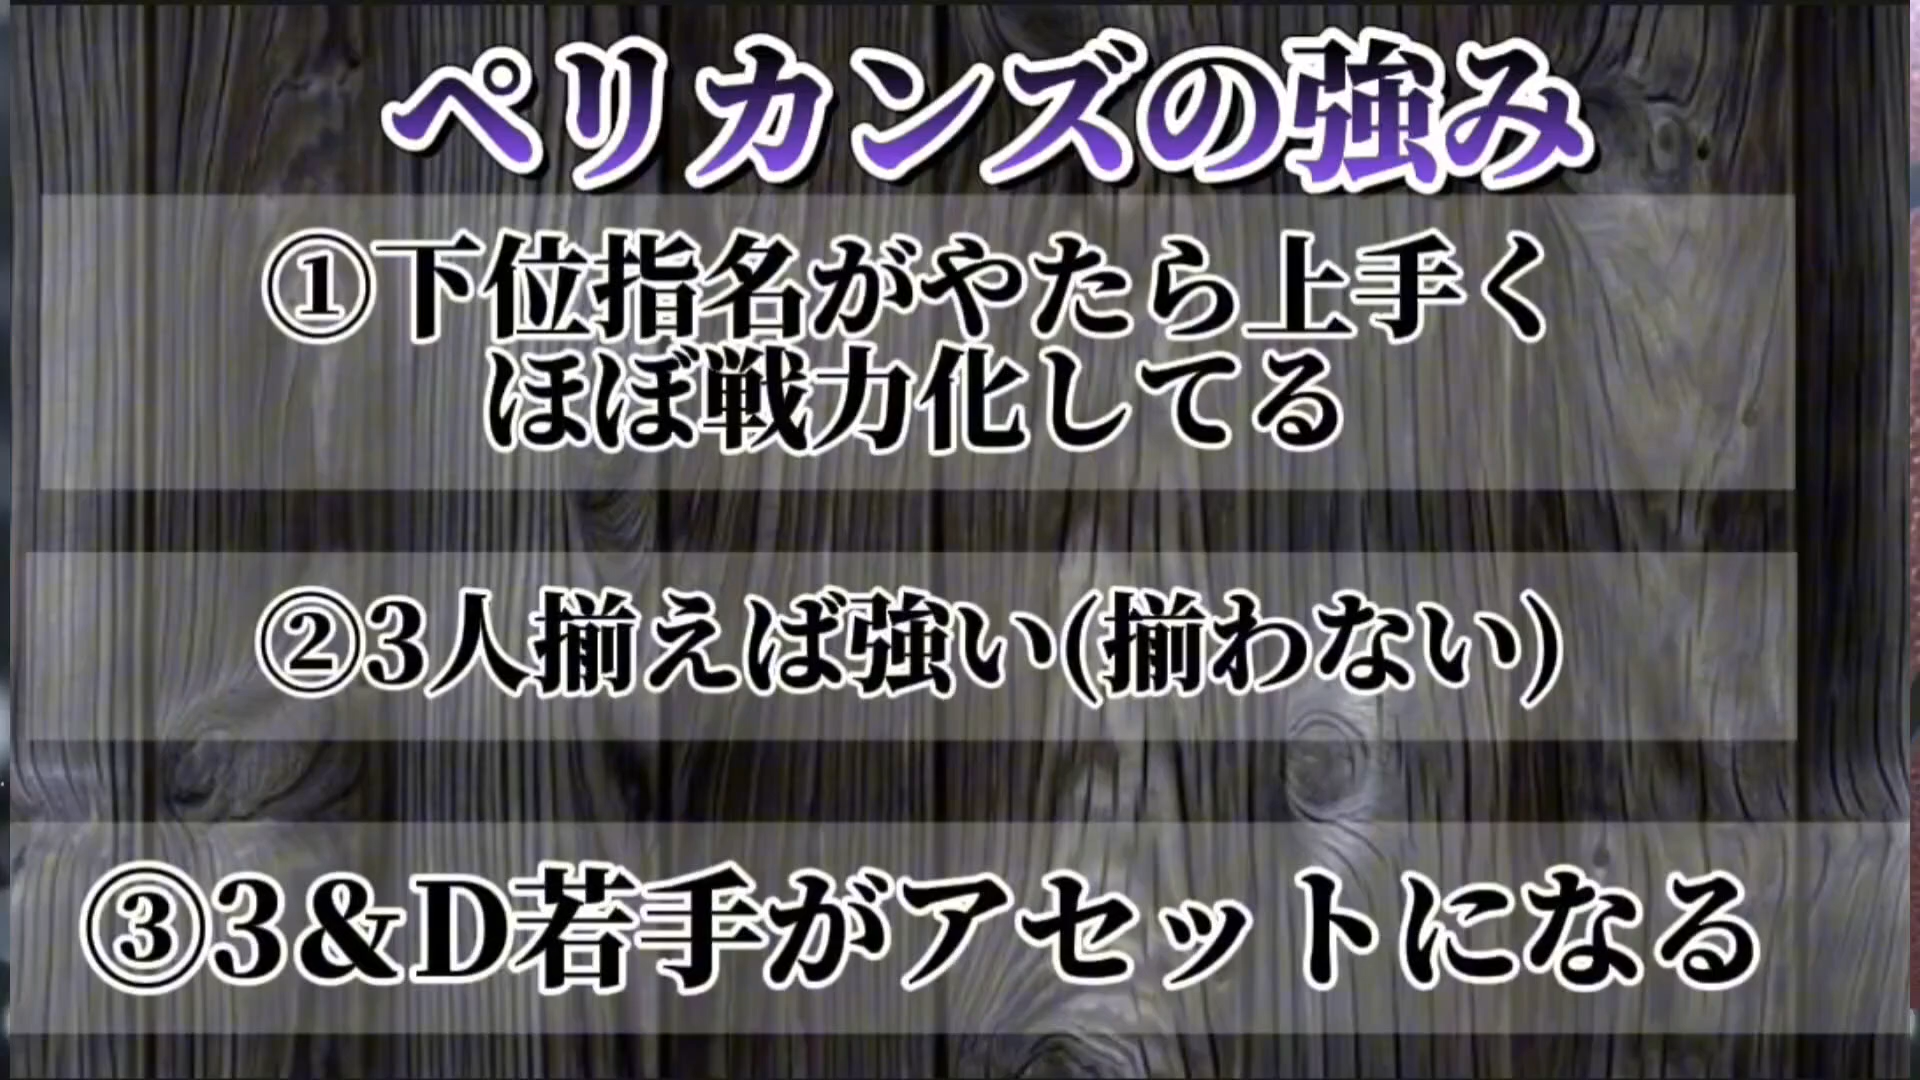 ペリカンズの強み
①下位指名がやたら上手く
ほぼ戦力化してる
②3人揃えば強い(揃わない)
③3&D若手がアセットになる